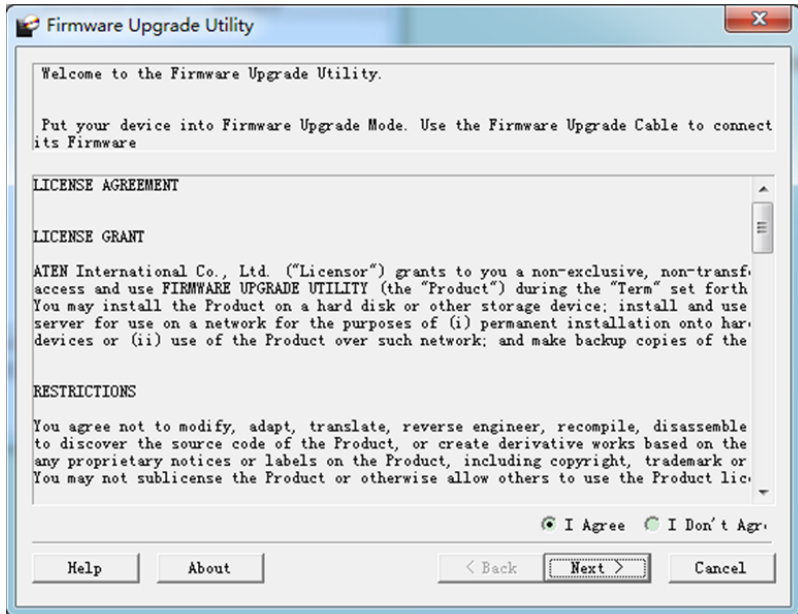 Firmware Upgrade Utility
Welcome to the Firmware Upgrade Utility.
Put your device into Firmware Upgrade Mode. Use the Firmware Upgrade Cable to connect
its Firmware
LICENSE AGREEMENT
LICENSE GRANT
ATEN International Co., Ltd. ("Licensor") grants to you a non-exclusive, non-transf
access and use FIRMWARE UPGRADE UTILITY (the "Product") during the "Term" set forth
You may install the Product on a hard disk or other storage device; install and use
server for use on a network for the purposes of (i) permanent installation onto har
devices or (ii) use of the Product over such network; and make backup copies of the
RESTRICTIONS
You agree not to modify, adapt, translate, reverse engineer, recompile, disassemble
to discover the source code of the Product, or create derivative works based on the
any proprietary notices or labels on the Product, including copyright, trademark or
You may not sublicense the Product or otherwise allow others to use the Product lic
I Agree I Don't Agr
Help About < Back Next > Cancel